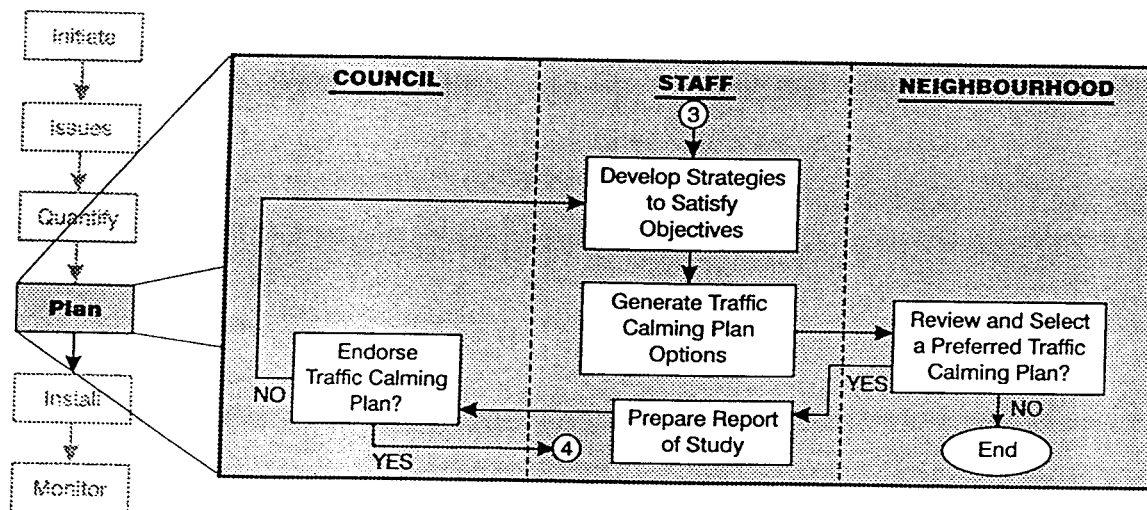 Initiate
Issues
Quantify
Plan
Install
Monitor
COUNCIL
STAFF
NEIGHBOURHOOD
3
Develop Strategies
to Satisfy
Objectives
Generate Traffic
Calming Plan
Options
Review and Select
a Preferred Traffic
Calming Plan?
YES
NO
End
Prepare Report
of Study
Endorse
Traffic Calming
Plan?
NO
YES
4